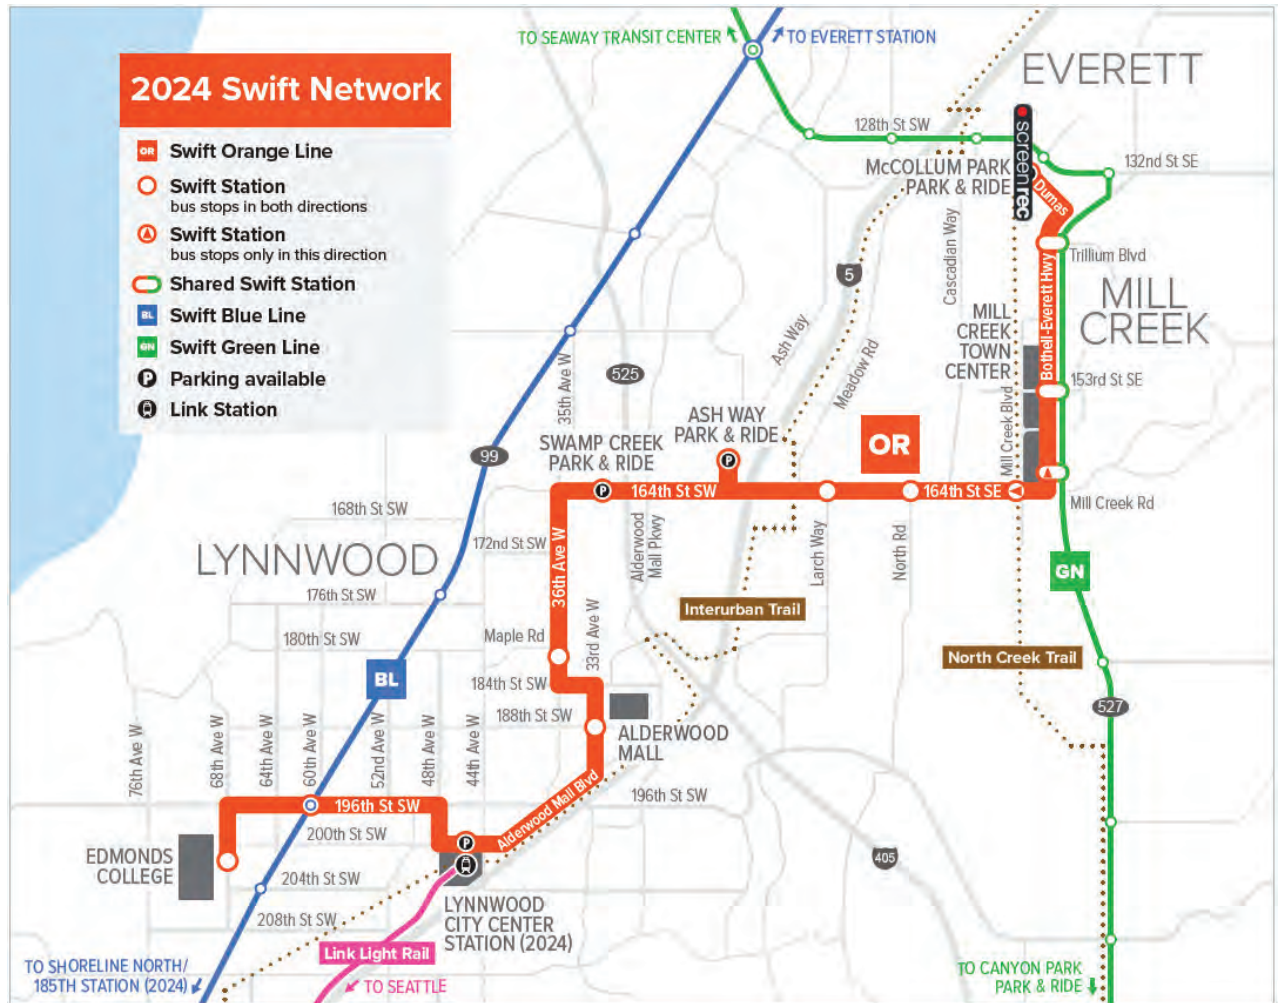 TO SEAWAY TRANSIT CENTER
TO EVERETT STATION
EVERETT
2024 Swift Network
OR
Swift Orange Line
Swift Station
bus stops in both directions
Swift Station
bus stops only in this direction
Shared Swift Station
BL
Swift Blue Line
GN
Swift Green Line
P
Parking available
Link Station
128th St SW
screenrec
132nd St SE
McCOLLUM PARK
PARK & RIDE
Dumas
Cascadian Way
Trillium Blvd
5
Bothell-Everett Hwy
MILL
CREEK
MILL
CREEK
TOWN
CENTER
Ash Way
Meadow Rd
35th Ave W
525
153rd St SE
Mill Creek Blvd
ASH WAY
PARK & RIDE
P
OR
SWAMP CREEK
PARK & RIDE
99
P
164th St SW
164th St SE
Mill Creek Rd
168th St SW
172nd St SW
36th Ave W
Alderwood
Mall Pkwy
Larch Way
North Rd
LYNNWOOD
GN
176th St SW
Interurban Trail
33rd Ave W
180th St SW
Maple Rd
North Creek Trail
BL
184th St SW
527
188th St SW
ALDERWOOD
MALL
76th Ave W
68th Ave W
64th Ave W
60th Ave W
52nd Ave W
48th Ave W
44th Ave W
196th St SW
Alderwood Mall Blvd
196th St SW
200th St SW
P
EDMONDS
COLLEGE
405
204th St SW
208th St SW
LYNNWOOD
CITY CENTER
STATION (2024)
Link Light Rail
TO SHORELINE NORTH/
185TH STATION (2024)
TO SEATTLE
TO CANYON PARK
PARK & RIDE